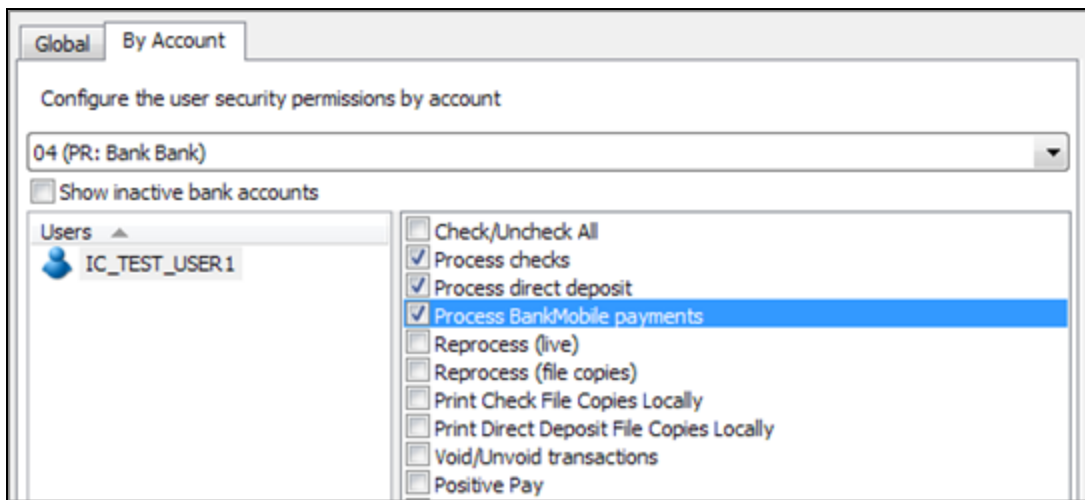 Global By Account
Configure the user security permissions by account
04 (PR: Bank Bank)
Show inactive bank accounts
Users
IC_TEST_USER1
Check/Uncheck All
Process checks
Process direct deposit
Process BankMobile payments
Reprocess (live)
Reprocess (file copies)
Print Check File Copies Locally
Print Direct Deposit File Copies Locally
Void/Unvoid transactions
Positive Pay